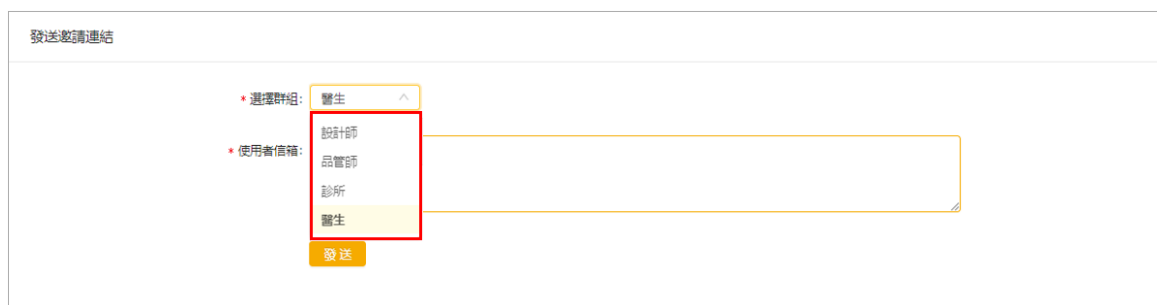 發送邀請連結
* 選擇群組: 醫生
設計師
* 使用者信箱:
品管師
診所
醫生
發送